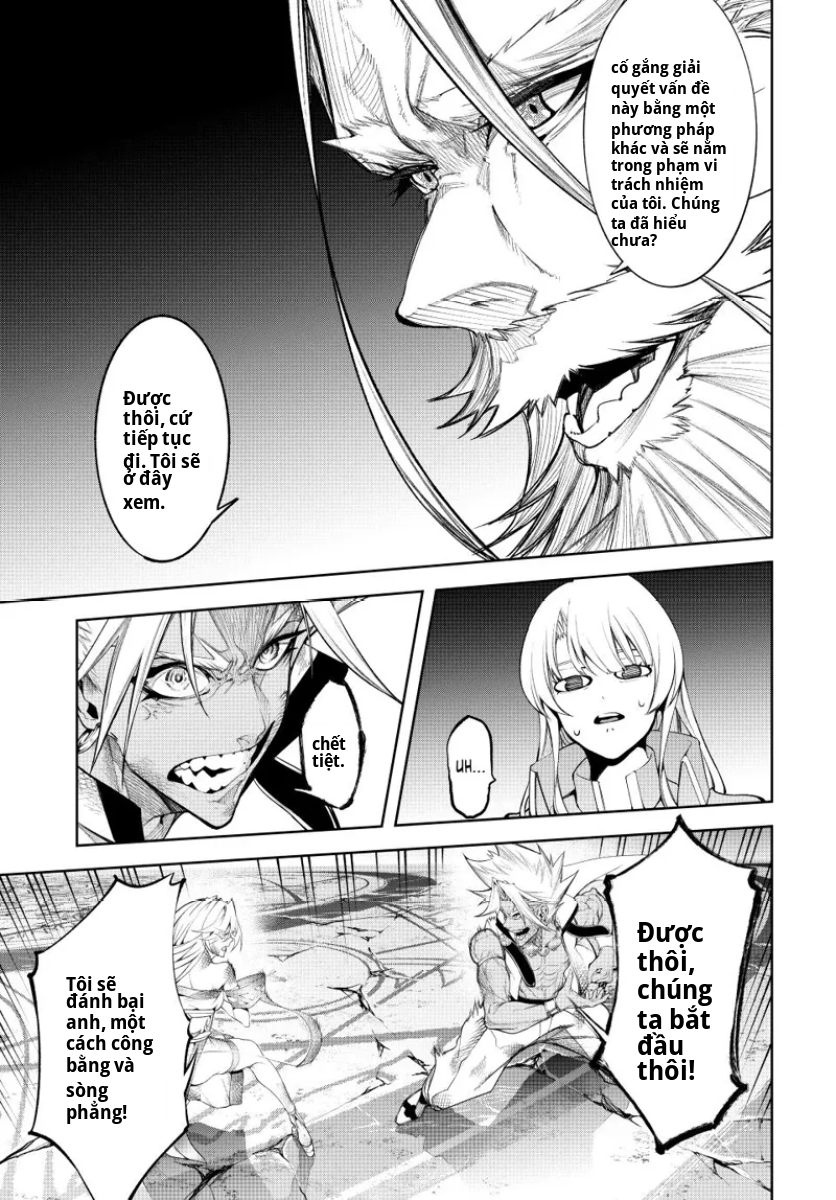 cố gắng giải
quyết vấn đề
này bằng một
phương pháp
khác và sẽ nằm
trong phạm vi
trách nhiệm
của tôi. Chúng
ta đã hiểu
chưa?
Được
thôi, cứ
tiếp tục
đi. Tôi sẽ
ở đây
xem.
UH...
chết
tiệt.
Được
thôi,
chúng
ta bắt
đầu
thôi!
Tôi sẽ
đánh bại
anh, một
cách công
bằng và
sòng
phẳng!